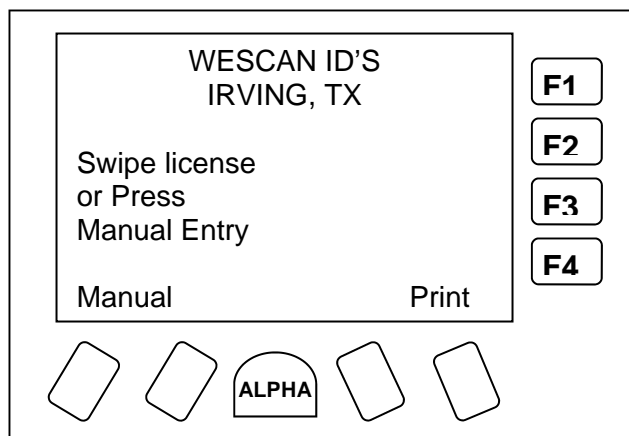 WESCAN ID'S
IRVING, TX
Swipe license
or Press
Manual Entry
Manual Print
F1
F2
F3
F4
ALPHA